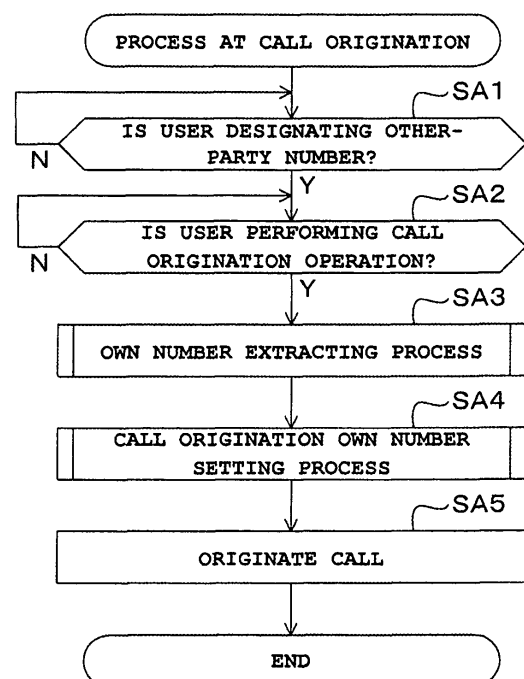 PROCESS AT CALL ORIGINATION
SA1
IS USER DESIGNATING OTHER-
PARTY NUMBER?
N
Y
SA2
IS USER PERFORMING CALL
ORIGINATION OPERATION?
N
Y
SA3
OWN NUMBER EXTRACTING PROCESS
SA4
CALL ORIGINATION OWN NUMBER
SETTING PROCESS
SA5
ORIGINATE CALL
END